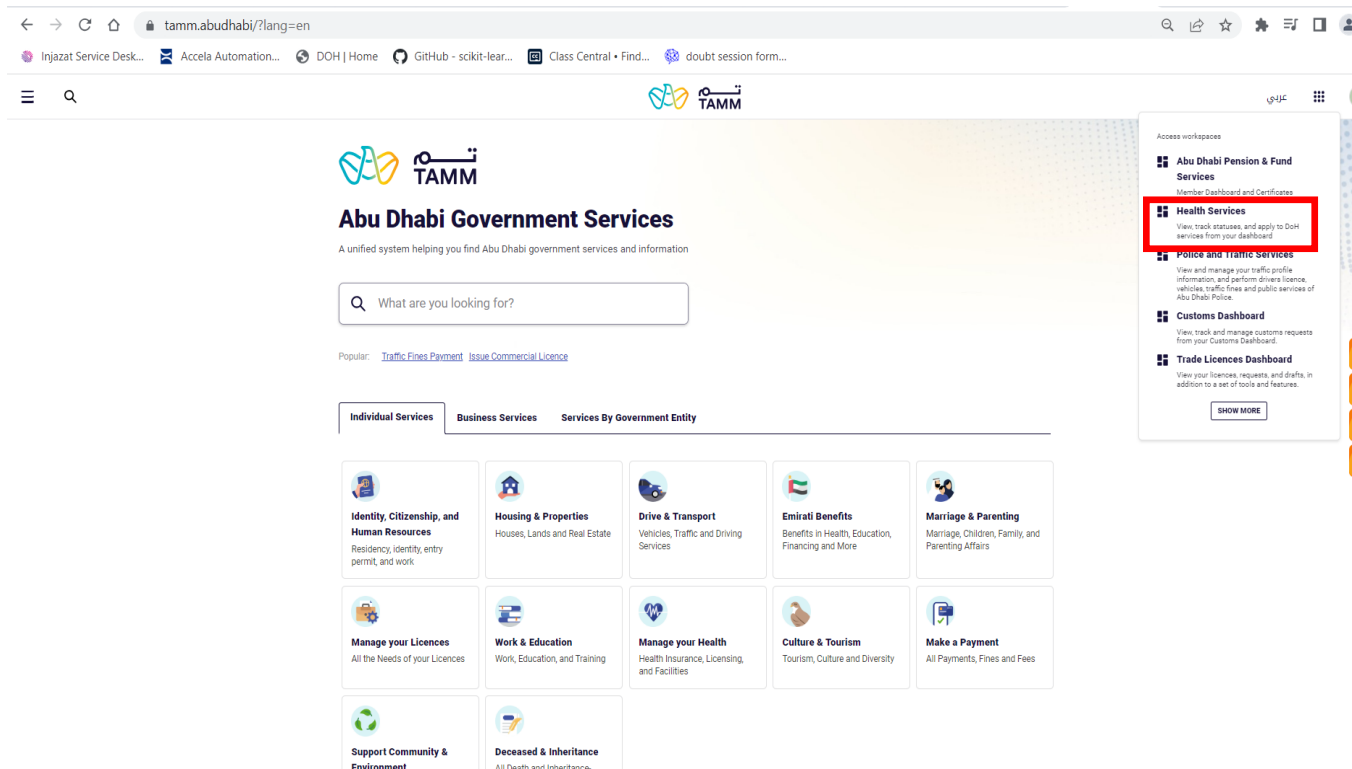 tamm.abudhabi/?lang=en
Injazat Service Desk... Accela Automation... DOH | Home GitHub - scikit-lear... Class Central • Find... doubt session form...
تـــم
TAMM
عربي
Access workspaces
Abu Dhabi Pension & Fund
Services
Member Dashboard and Certificates
Health Services
View, track statuses, and apply to DoH
services from your dashboard
Police and Traffic Services
View and manage your traffic profile
information, and perform drivers licence,
vehicles, traffic fines and public services of
Abu Dhabi Police.
Customs Dashboard
View, track and manage customs requests
from your Customs Dashboard.
Trade Licences Dashboard
View your licences, requests, and drafts, in
addition to a set of tools and features.
SHOW MORE
تـــم
TAMM
Abu Dhabi Government Services
A unified system helping you find Abu Dhabi government services and information
What are you looking for?
Popular: Traffic Fines Payment Issue Commercial Licence
Individual Services Business Services Services By Government Entity
Identity, Citizenship, and
Human Resources
Residency, identity, entry
permit, and work
Housing & Properties
Houses, Lands and Real Estate
Drive & Transport
Vehicles, Traffic and Driving
Services
Emirati Benefits
Benefits in Health, Education,
Financing and More
Marriage & Parenting
Marriage, Children, Family, and
Parenting Affairs
Manage your Licences
All the Needs of your Licences
Work & Education
Work, Education, and Training
Manage your Health
Health Insurance, Licensing,
and Facilities
Culture & Tourism
Tourism, Culture and Diversity
Make a Payment
All Payments, Fines and Fees
Support Community &
Environment
Deceased & Inheritance
All Death and Inheritance-